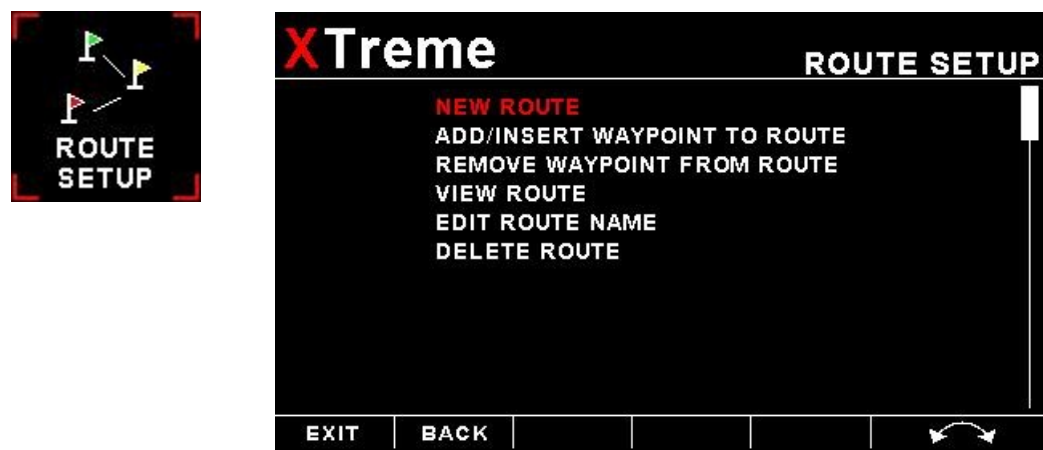 ROUTE
SETUP
XTreme
ROUTE SETUP
NEW ROUTE
ADD/INSERT WAYPOINT TO ROUTE
REMOVE WAYPOINT FROM ROUTE
VIEW ROUTE
EDIT ROUTE NAME
DELETE ROUTE
EXIT BACK